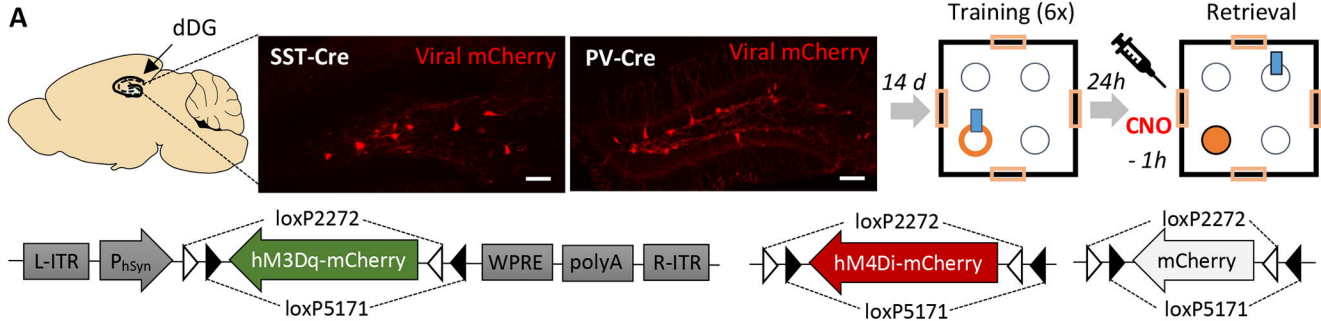 A
dDG
SST-Cre
Viral mCherry
PV-Cre
Viral mCherry
14 d
Training (6x)
24h
CNO
- 1h
Retrieval
loxP2272
L-ITR
PhSyn
hM3Dq-mCherry
WPRE
polyA
R-ITR
loxP5171
loxP2272
hM4Di-mCherry
loxP5171
loxP2272
mCherry
loxP5171